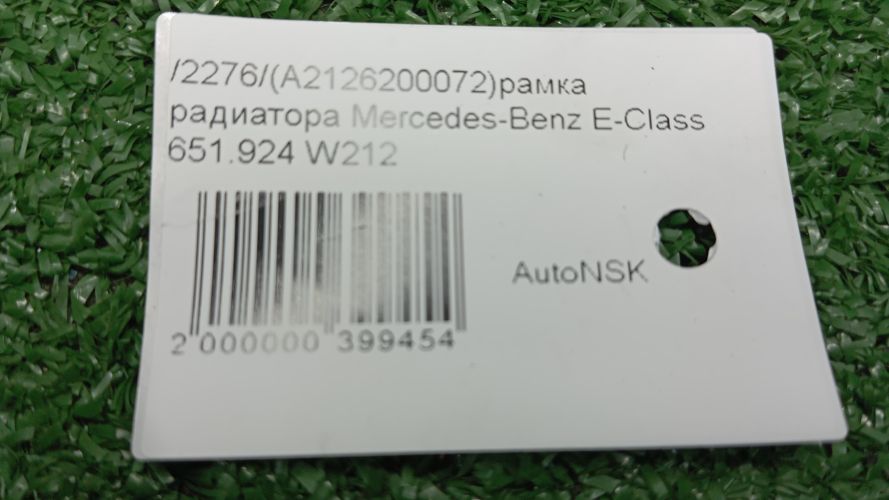 /2276/(A2126200072)рамка
радиатора Mercedes-Benz E-Class
651.924 W212
AutoNSK
2 000000 399454